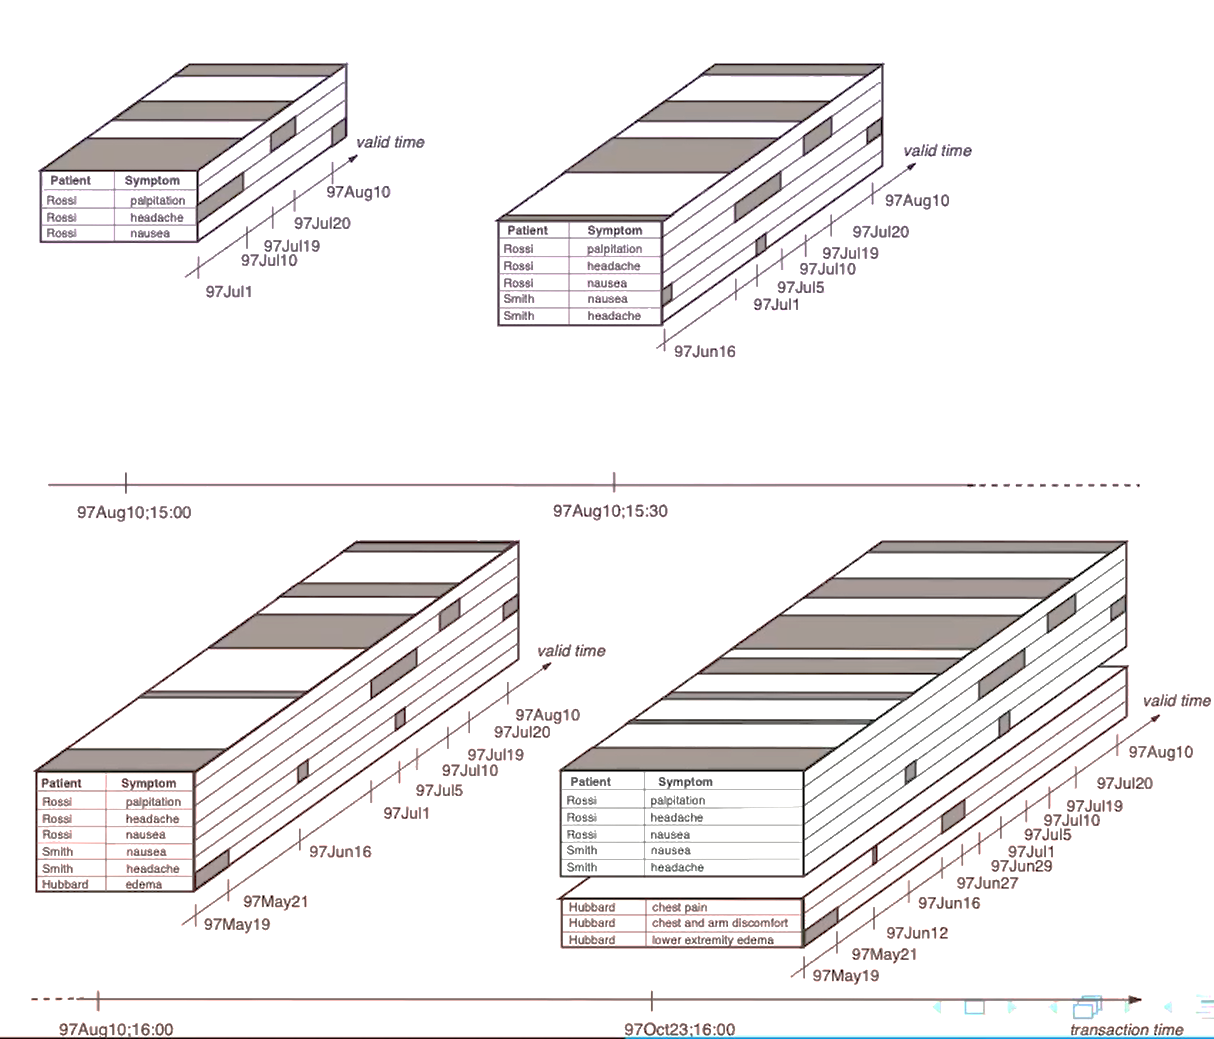 Patient Symptom
Rossi palpitation
Rossi headache
Rossi nausea
valid time
97Aug10
97Jul20
97Jul19
97Jul10
97Jul1
Patient Symptom
Rossi palpitation
Rossi headache
Rossi nausea
Smith nausea
Smith headache
valid time
97Aug10
97Jul20
97Jul19
97Jul10
97Jul5
97Jul1
97Jun16
97Aug10;15:00
97Aug10;15:30
Patient Symptom
Rossi palpitation
Rossi headache
Rossi nausea
Smith nausea
Smith headache
Hubbard edema
valid time
97Aug10
97Jul20
97Jul19
97Jul10
97Jul5
97Jul1
97Jun16
97May21
97May19
Patient Symptom
Rossi palpitation
Rossi headache
Rossi nausea
Smith nausea
Smith headache
Hubbard chest pain
Hubbard chest and arm discomfort
Hubbard lower extremity edema
valid time
97Aug10
97Jul20
97Jul19
97Jul10
97Jul5
97Jul1
97Jun29
97Jun27
97Jun16
97Jun12
97May21
97May19
97Aug10;16:00
97Oct23;16:00
transaction time